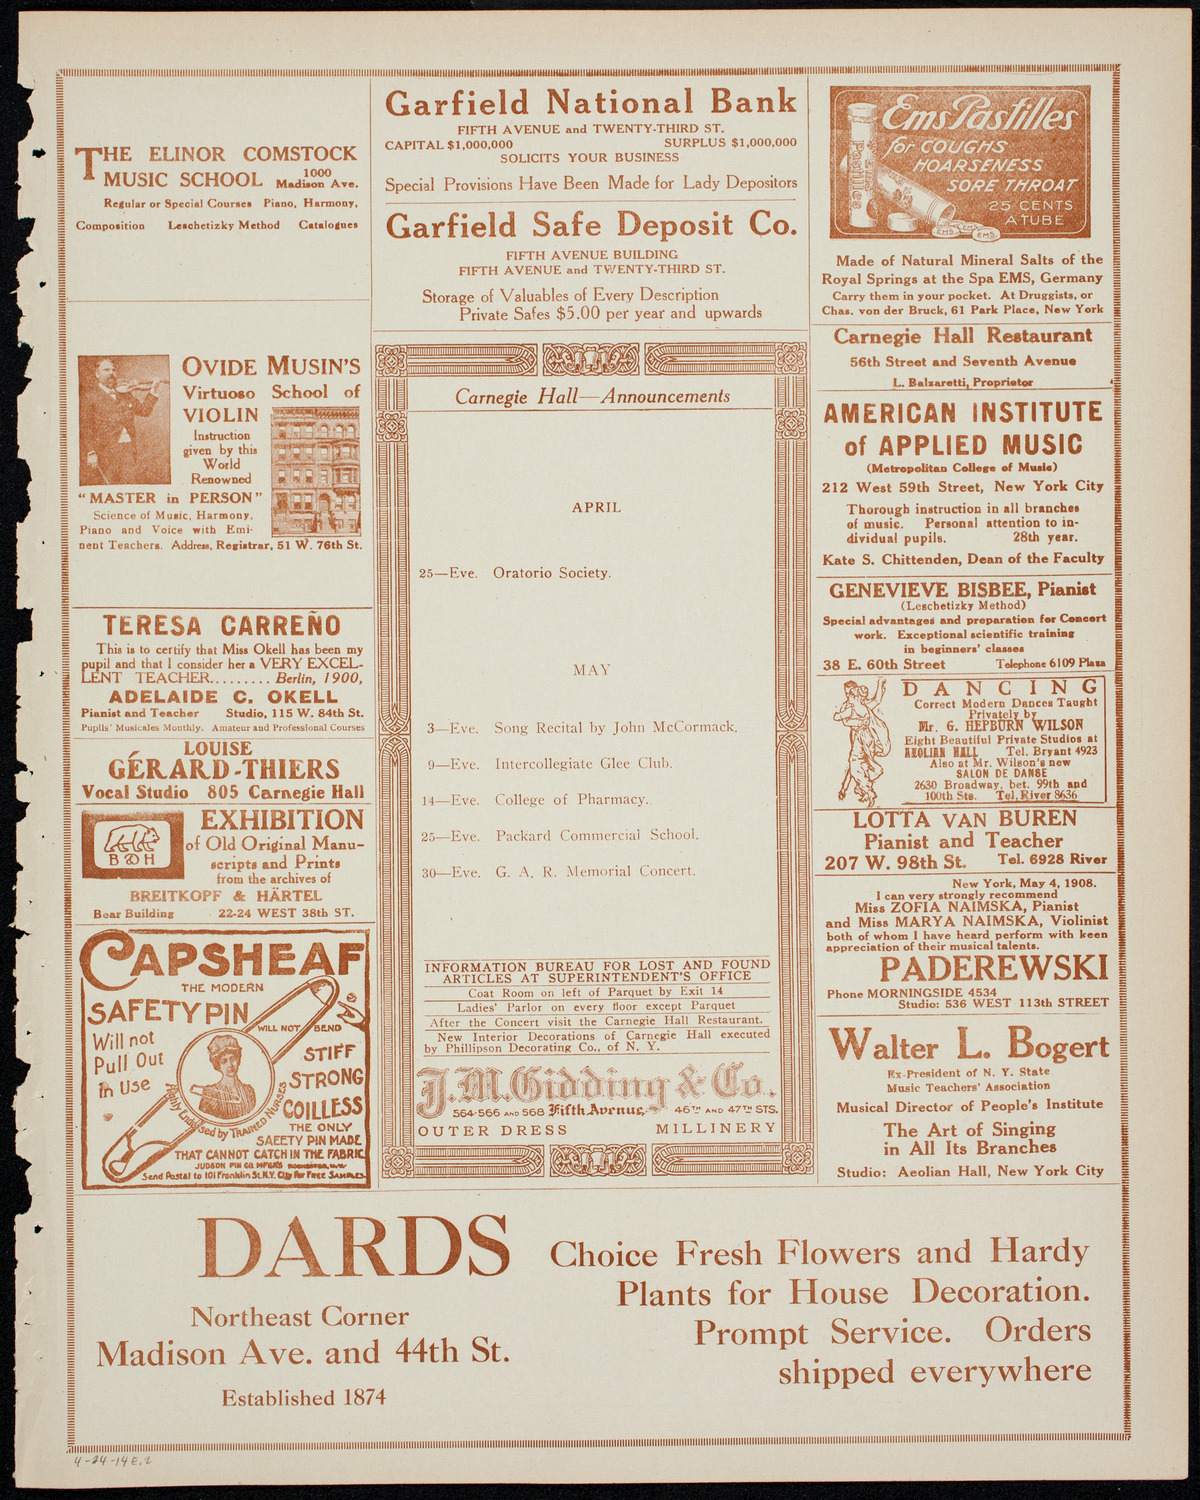 THE ELINOR COMSTOCK
MUSIC SCHOOL 1000 Madison Ave.
Regular or Special Courses Piano, Harmony,
Composition Leschetizky Method Catalogues
OVIDE MUSIN'S
Virtuoso School of
VIOLIN
Instruction
given by this
World
Renowned
"MASTER in PERSON"
Science of Music, Harmony,
Piano and Voice with Emi-
nent Teachers. Address, Registrar, 51 W. 76th St.
TERESA CARREÑO
This is to certify that Miss Okell has been my
pupil and that I consider her a VERY EXCEL-
LENT TEACHER......... Berlin, 1900,
ADELAIDE C. OKELL
Pianist and Teacher Studio, 115 W. 84th St.
Pupils' Musicales Monthly. Amateur and Professional Courses
LOUISE
GÉRARD-THIERS
Vocal Studio 805 Carnegie Hall
B & H
EXHIBITION
of Old Original Manu-
scripts and Prints
from the archives of
BREITKOPF & HÄRTEL
Bear Building 22-24 WEST 38th ST.
CAPSHEAF
THE MODERN
SAFETY PIN
WILL NOT BEND
Will not
Pull Out
in Use
STIFF
STRONG
COILLESS
Highly Endorsed by TRAINED NURSES
THE ONLY
SAFETY PIN MADE
THAT CANNOT CATCH IN THE FABRIC
JUDSON PIN CO. MF'ERS ROCHESTER, N.Y.
Send Postal to 101 Franklin St. N.Y. City For FREE SAMPLES
Garfield National Bank
FIFTH AVENUE and TWENTY-THIRD ST.
CAPITAL $1,000,000 SURPLUS $1,000,000
SOLICITS YOUR BUSINESS
Special Provisions Have Been Made for Lady Depositors
Garfield Safe Deposit Co.
FIFTH AVENUE BUILDING
FIFTH AVENUE and TWENTY-THIRD ST.
Storage of Valuables of Every Description
Private Safes $5.00 per year and upwards
Carnegie Hall—Announcements
APRIL
25—Eve. Oratorio Society.
MAY
3—Eve. Song Recital by John McCormack.
9—Eve. Intercollegiate Glee Club.
14—Eve. College of Pharmacy.
25—Eve. Packard Commercial School.
30—Eve. G. A. R. Memorial Concert.
INFORMATION BUREAU FOR LOST AND FOUND
ARTICLES AT SUPERINTENDENT'S OFFICE
Coat Room on left of Parquet by Exit 14
Ladies' Parlor on every floor except Parquet
After the Concert visit the Carnegie Hall Restaurant.
New Interior Decorations of Carnegie Hall executed
by Phillipson Decorating Co., of N. Y.
J.M. Gidding & Co.
564-566 AND 568 Fifth Avenue, 46TH AND 47TH STS.
OUTER DRESS MILLINERY
Ems Pastilles
for COUGHS
HOARSENESS
SORE THROAT
25 CENTS
A TUBE
Made of Natural Mineral Salts of the
Royal Springs at the Spa EMS, Germany
Carry them in your pocket. At Druggists, or
Chas. von der Bruck, 61 Park Place, New York
Carnegie Hall Restaurant
56th Street and Seventh Avenue
L. Balzaretti, Proprietor
AMERICAN INSTITUTE
of APPLIED MUSIC
(Metropolitan College of Music)
212 West 59th Street, New York City
Thorough instruction in all branches
of music. Personal attention to in-
dividual pupils. 28th year.
Kate S. Chittenden, Dean of the Faculty
GENEVIEVE BISBEE, Pianist
(Leschetizky Method)
Special advantages and preparation for Concert
work. Exceptional scientific training
in beginners' classes
38 E. 60th Street Telephone 6109 Plaza
DANCING
Correct Modern Dances Taught
Privately by
Mr. G. HEPBURN WILSON
Eight Beautiful Private Studios at
AEOLIAN HALL Tel. Bryant 4923
Also at Mr. Wilson's new
SALON DE DANSE
2630 Broadway, bet. 99th and
100th Sts. Tel. River 8636
LOTTA VAN BUREN
Pianist and Teacher
207 W. 98th St. Tel. 6928 River
New York, May 4, 1908.
I can very strongly recommend
Miss ZOFIA NAIMSKA, Pianist
and Miss MARYA NAIMSKA, Violinist
both of whom I have heard perform with keen
appreciation of their musical talents.
PADEREWSKI
Phone MORNINGSIDE 4534
Studio: 536 WEST 113th STREET
Walter L. Bogert
Ex-President of N. Y. State
Music Teachers' Association
Musical Director of People's Institute
The Art of Singing
in All Its Branches
Studio: Aeolian Hall, New York City
DARDS
Northeast Corner
Madison Ave. and 44th St.
Established 1874
Choice Fresh Flowers and Hardy
Plants for House Decoration.
Prompt Service. Orders
shipped everywhere
4-24-14E.2